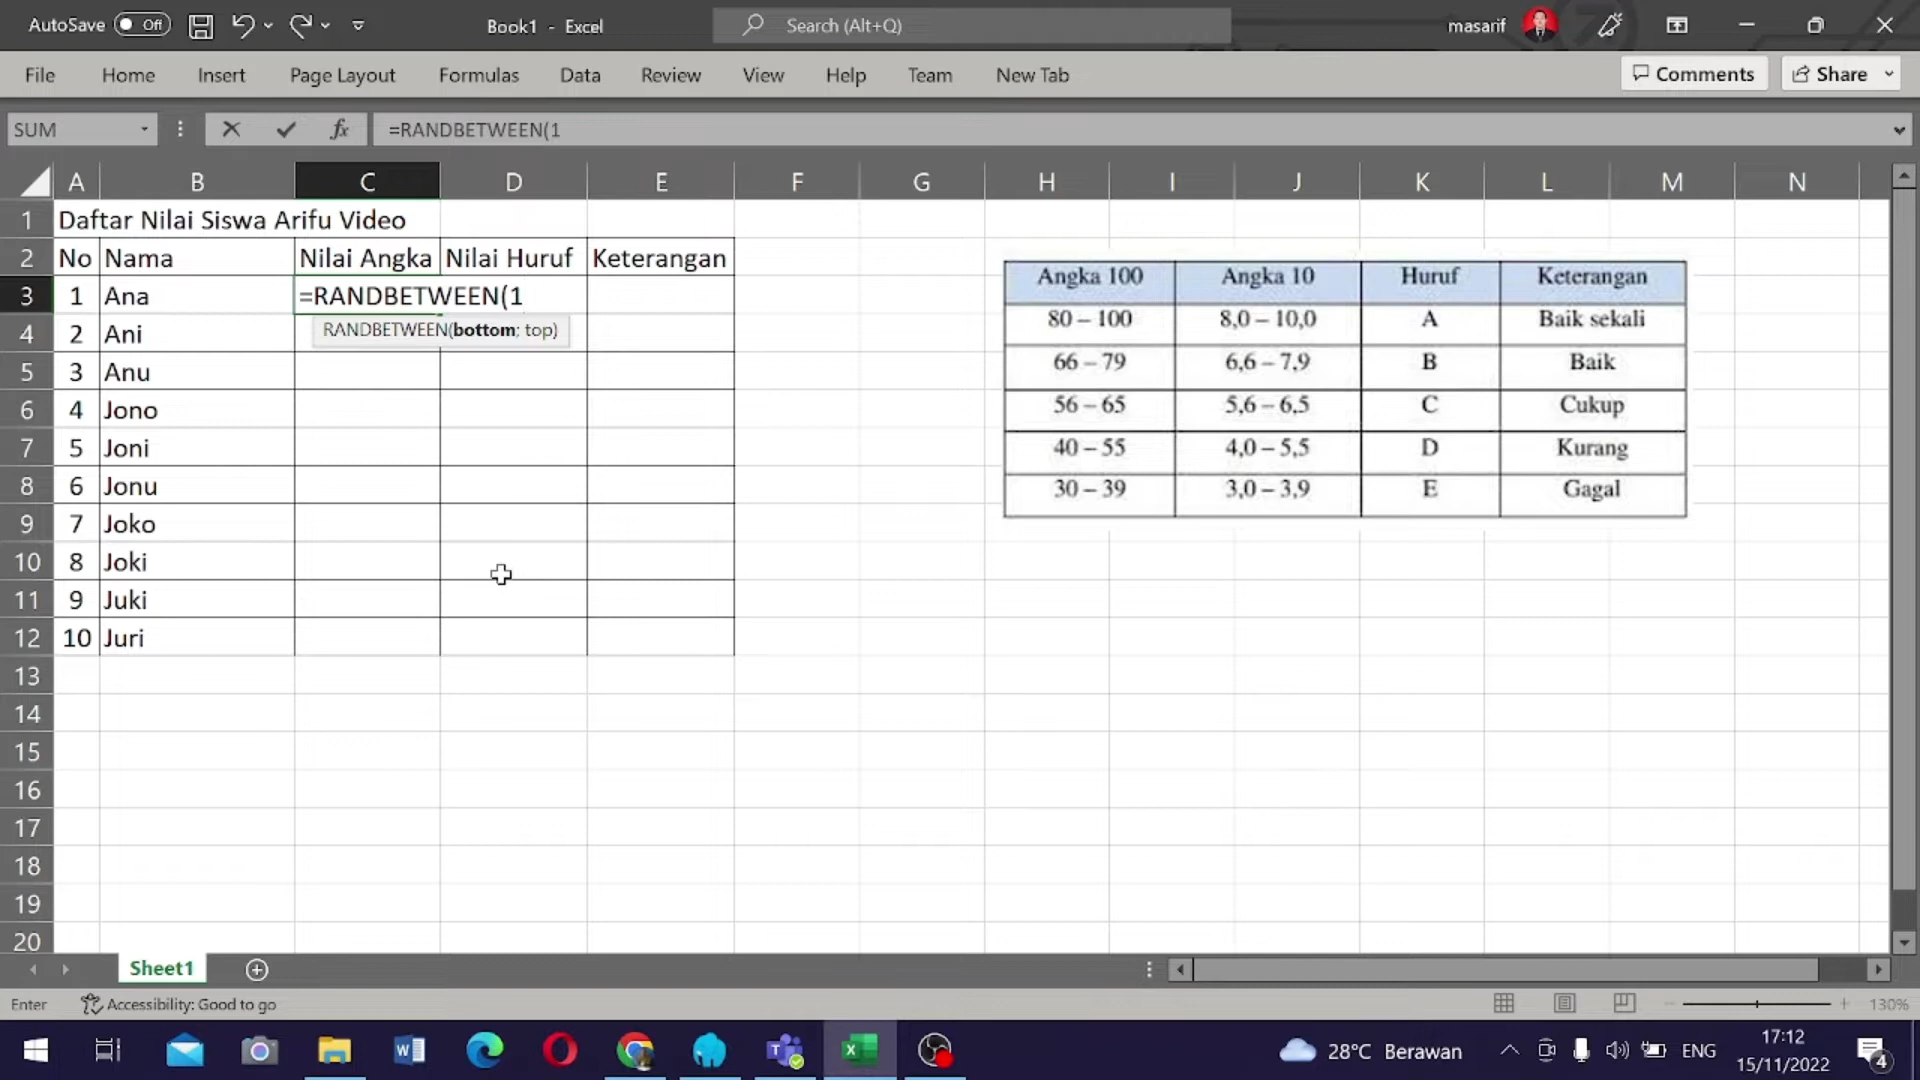 AutoSave Off Book1 - Excel Search (Alt+Q) masarif
File Home Insert Page Layout Formulas Data Review View Help Team New Tab Comments Share
SUM fx =RANDBETWEEN(1
A B C D E F G H I J K L M N
1 Daftar Nilai Siswa Arifu Video
2 No Nama Nilai Angka Nilai Huruf Keterangan
3 1 Ana =RANDBETWEEN(1
RANDBETWEEN(bottom; top)
4 2 Ani
5 3 Anu
6 4 Jono
7 5 Joni
8 6 Jonu
9 7 Joko
10 8 Joki
11 9 Juki
12 10 Juri
13
14
15
16
17
18
19
20
Angka 100 Angka 10 Huruf Keterangan
80 – 100 8,0 – 10,0 A Baik sekali
66 – 79 6,6 – 7,9 B Baik
56 – 65 5,6 – 6,5 C Cukup
40 – 55 4,0 – 5,5 D Kurang
30 – 39 3,0 – 3,9 E Gagal
Sheet1
Enter Accessibility: Good to go 130%
28°C Berawan ENG 17:12
15/11/2022 4